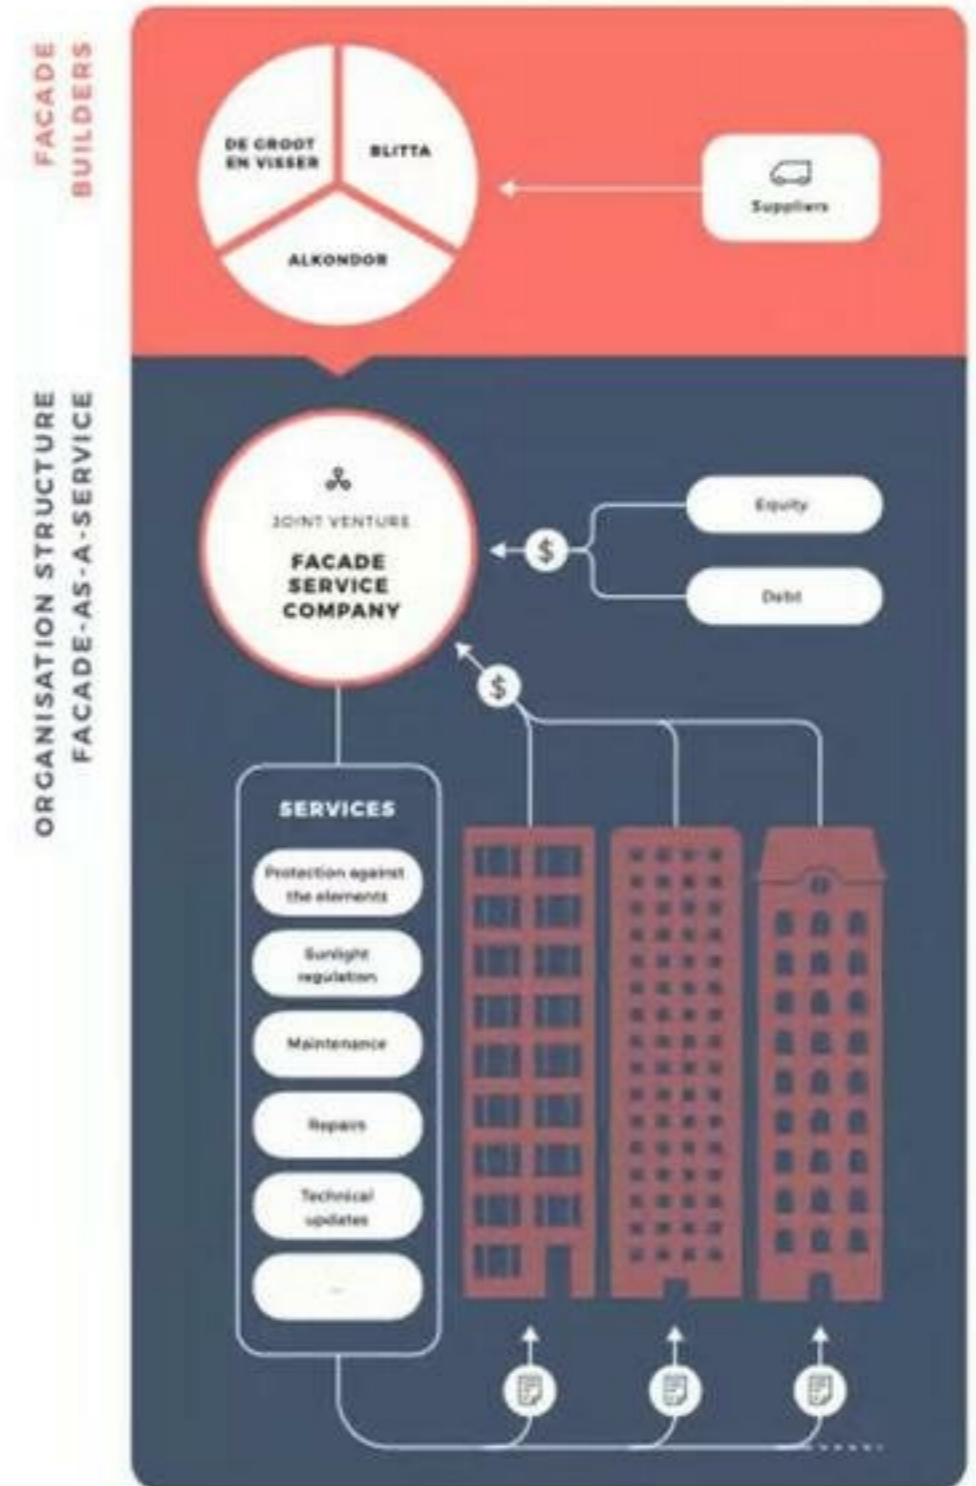 FACADE
BUILDERS
DE GROOT
EN VISSER
BLITTA
ALKONDOR
Suppliers
ORGANISATION STRUCTURE
FACADE-AS-A-SERVICE
JOINT VENTURE
FACADE
SERVICE
COMPANY
$
Equity
Debt
$
SERVICES
Protection against
the elements
Sunlight
regulation
Maintenance
Repairs
Technical
updates
...